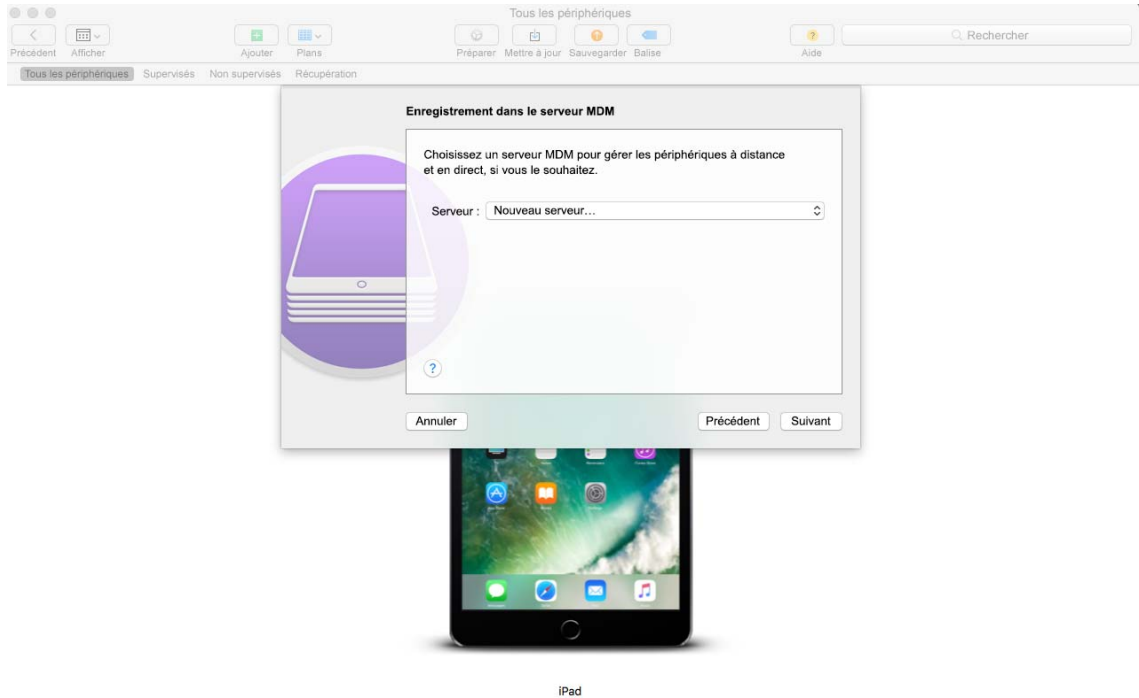 Tous les périphériques
Précédent Afficher Ajouter Plans Préparer Mettre à jour Sauvegarder Balise Aide Rechercher
Tous les périphériques Supervisés Non supervisés Récupération
Enregistrement dans le serveur MDM
Choisissez un serveur MDM pour gérer les périphériques à distance
et en direct, si vous le souhaitez.
Serveur : Nouveau serveur...
?
Annuler Précédent Suivant
iPad